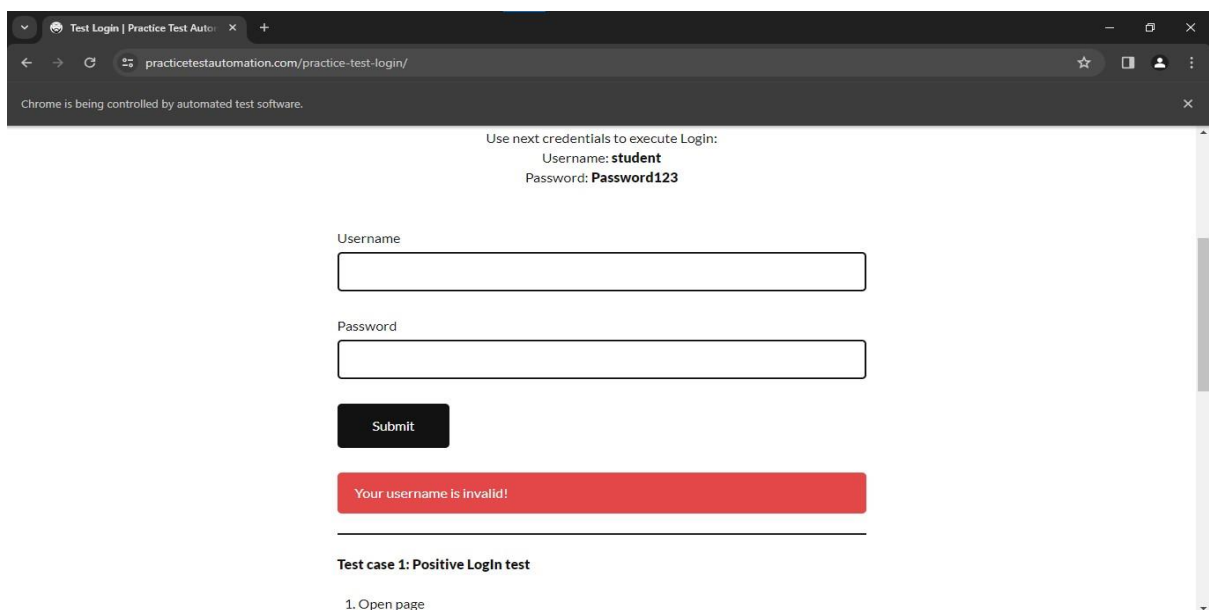 Test Login | Practice Test Auto
practicetestautomation.com/practice-test-login/
Chrome is being controlled by automated test software.
Use next credentials to execute Login:
Username: student
Password: Password123
Username
Password
Submit
Your username is invalid!
Test case 1: Positive LogIn test
1. Open page